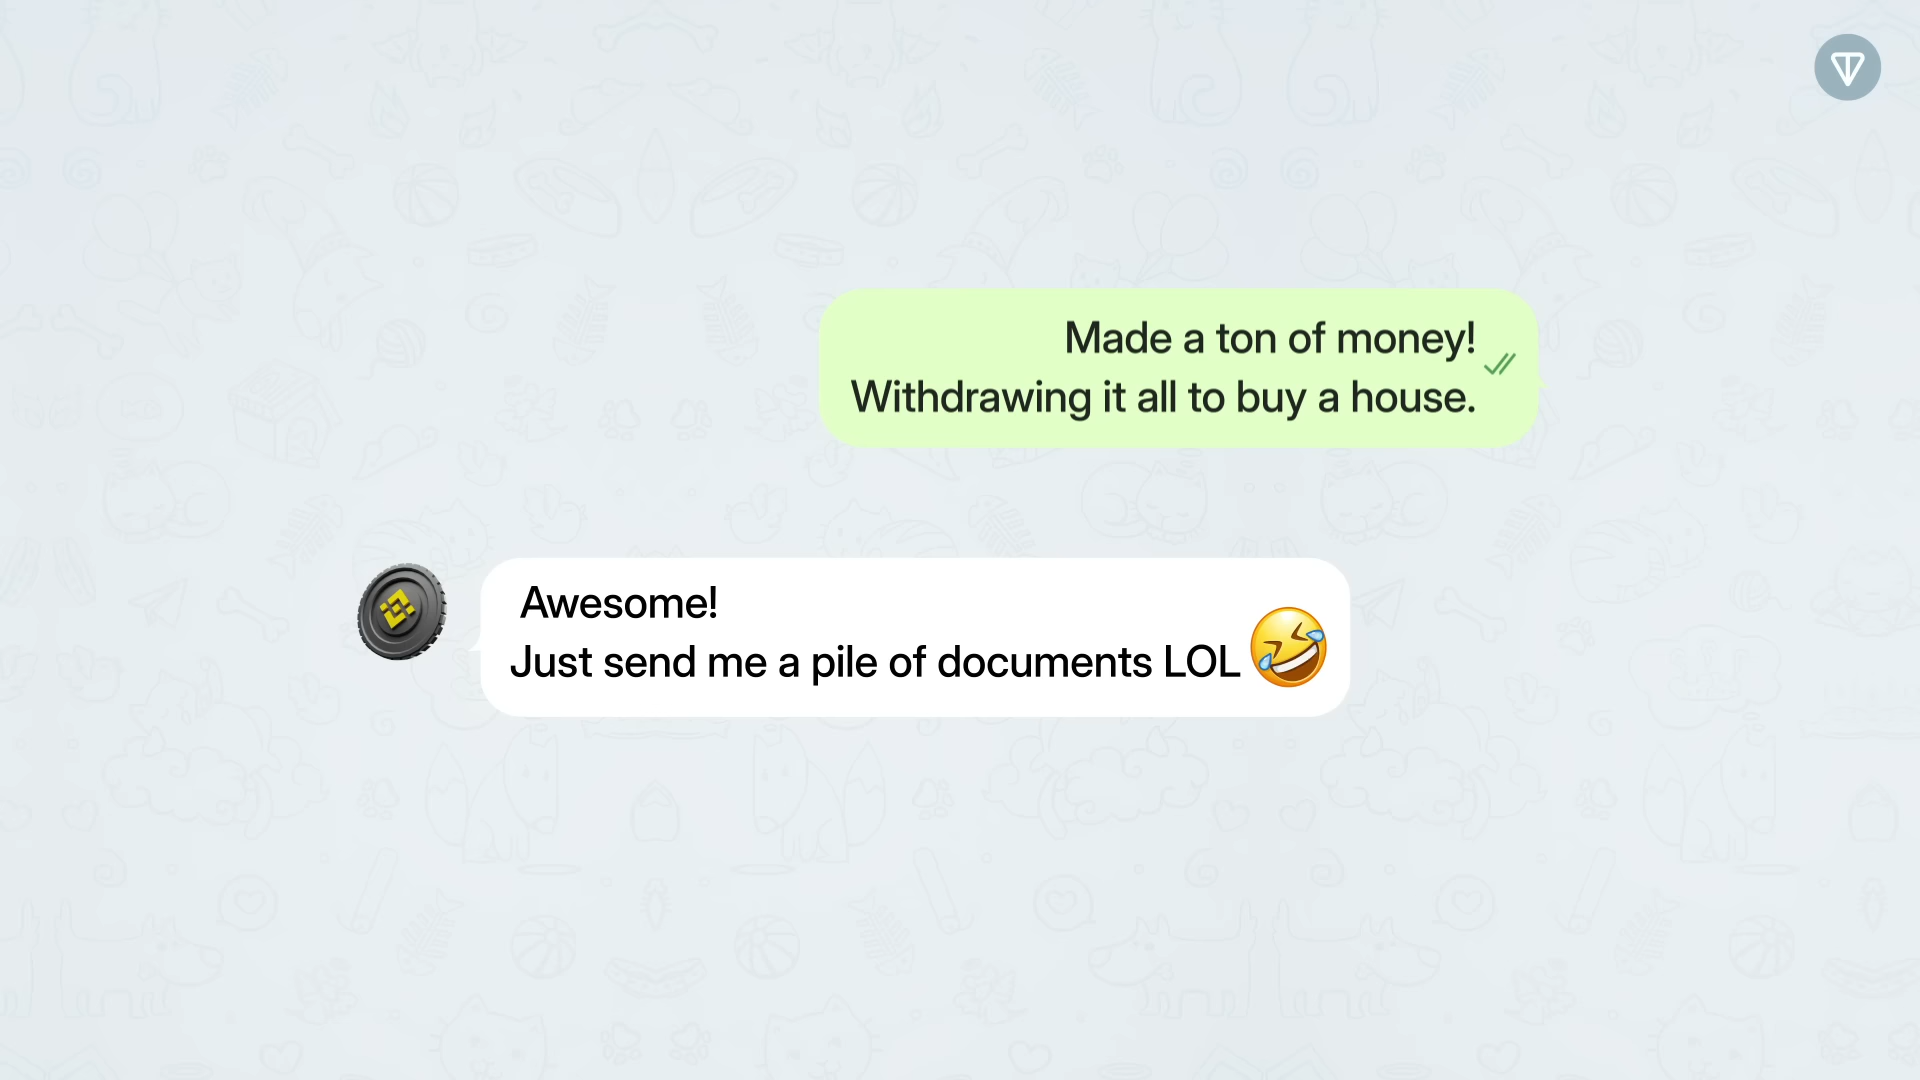 Made a ton of money!
Withdrawing it all to buy a house.
Awesome!
Just send me a pile of documents LOL 🤣